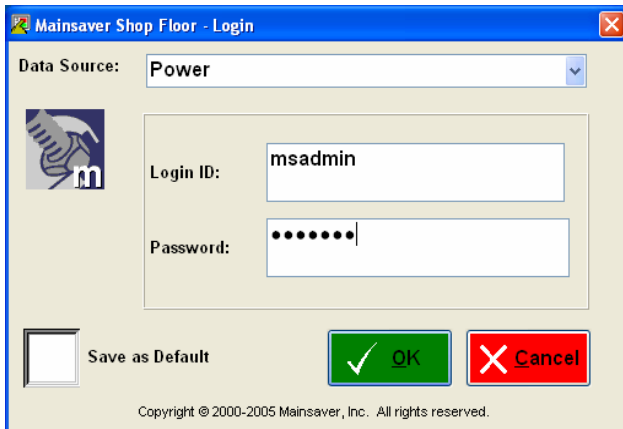 Mainsaver Shop Floor - Login
Data Source: Power
m
Login ID: msadmin
Password: •••••••
Save as Default OK Cancel
Copyright © 2000-2005 Mainsaver, Inc. All rights reserved.